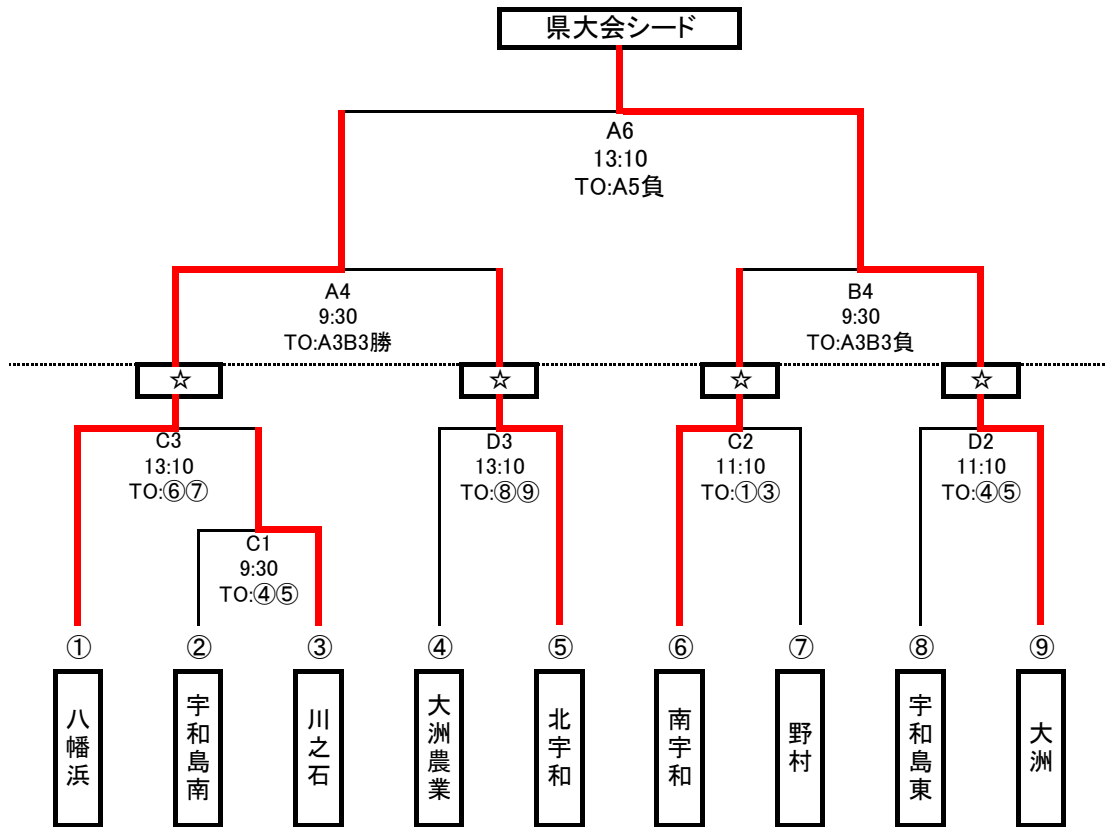 県大会シード
A6
13:10
TO:A5負
A4
9:30
TO:A3B3勝
B4
9:30
TO:A3B3負
☆
☆
☆
☆
C3
13:10
TO:⑥⑦
D3
13:10
TO:⑧⑨
C2
11:10
TO:①③
D2
11:10
TO:④⑤
C1
9:30
TO:④⑤
①
②
③
④
⑤
⑥
⑦
⑧
⑨
八幡浜
宇和島南
川之石
大洲農業
北宇和
南宇和
野村
宇和島東
大洲